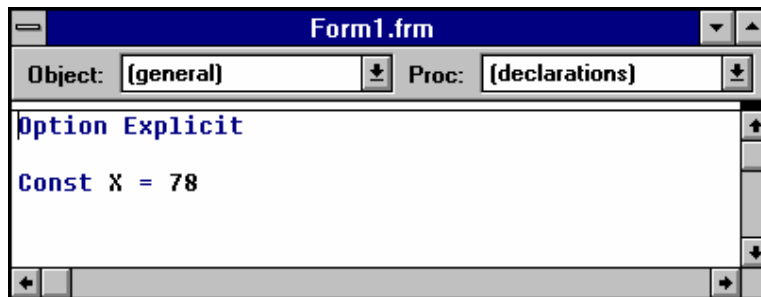 Form1.frm
Object: (general) Proc: (declarations)
Option Explicit
Const X = 78